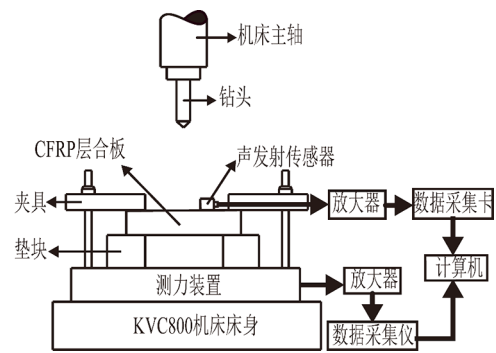 机床主轴
钻头
CFRP层合板
声发射传感器
夹具
放大器
数据采集卡
垫块
计算机
测力装置
放大器
KVC800机床床身
数据采集仪